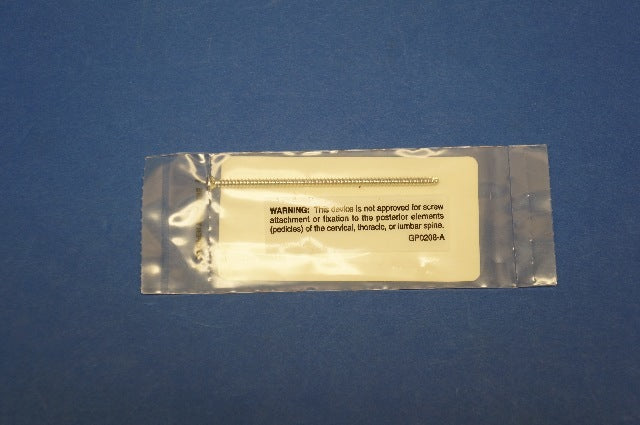 WARNING: This device is not approved for screw
attachment or fixation to the posterior elements
(pedicles) of the cervical, thoracic, or lumbar spine.
GP0208-A